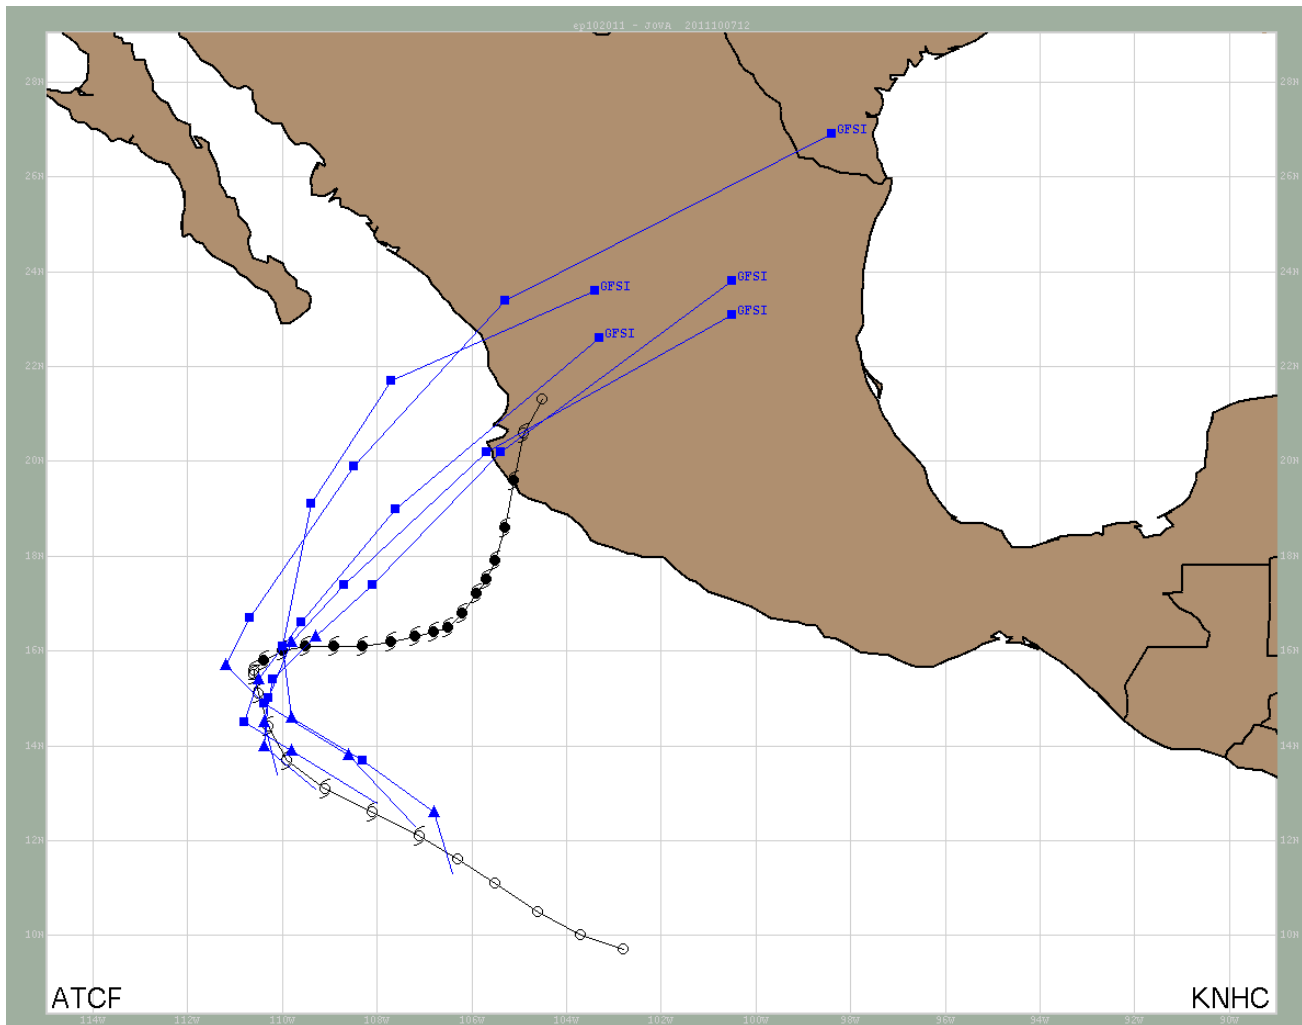 ep102011 - JOVA 2011100712
28N 28N
GFSI
26N 26N
24N 24N
GFSI
GFSI
GFSI
GFSI
22N 22N
20N 20N
18N 18N
16N 16N
14N 14N
12N 12N
10N 10N
ATCF KNHC
114W 112W 110W 108W 106W 104W 102W 100W 98W 96W 94W 92W 90W